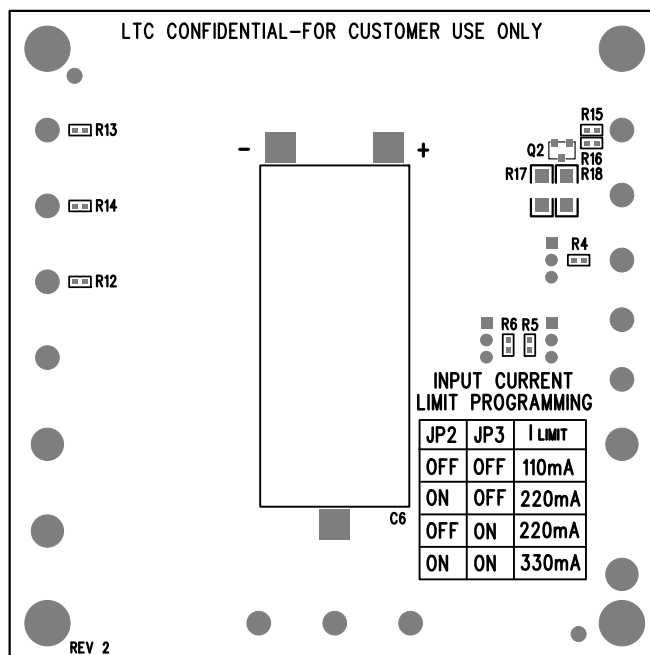 LTC CONFIDENTIAL-FOR CUSTOMER USE ONLY
R15
R13
- +
Q2
R16
R17 R18
R14
R4
R12
R6 R5
INPUT CURRENT
LIMIT PROGRAMMING
JP2 JP3 I LIMIT
OFF OFF 110mA
ON OFF 220mA
C6
OFF ON 220mA
ON ON 330mA
REV 2